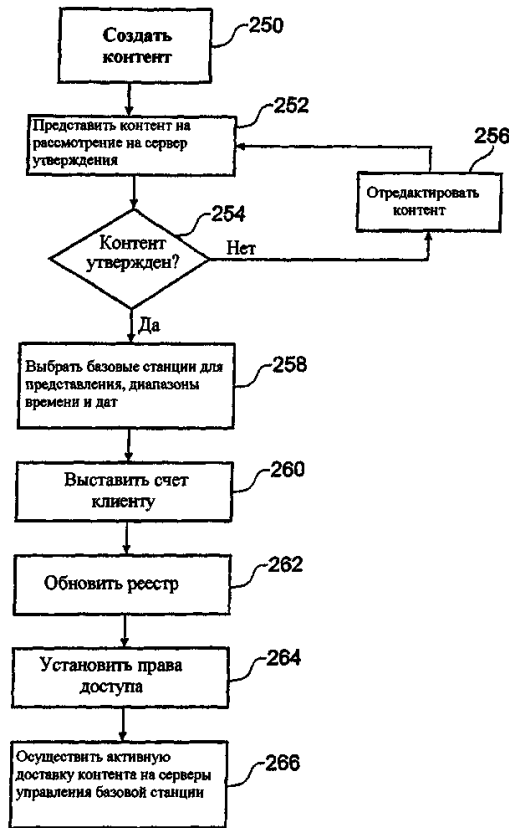 Создать
контент
250
Представить контент на
рассмотрение на сервер
утверждения
252
256
Отредактировать
контент
254
Контент
утвержден?
Нет
Да
Выбрать базовые станции для
представления, диапазоны
времени и дат
258
Выставить счет
клиенту
260
Обновить реестр
262
Установить права
доступа
264
Осуществить активную
доставку контента на серверы
управления базовой станции
266